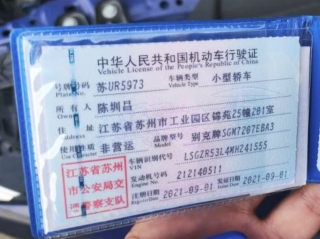 中华人民共和国机动车行驶证
Vehicle License of the People's Republic of China
号牌号码 苏UR5973 车辆类型 小型轿车
Plate No. Vehicle Type
所有人 陈圳昌
Owner
住址 江苏省苏州市工业园区锦苑25幢201室
使用性质 非营运 品牌型号 别克牌SGM7207EBA3
Use Character Model
江苏省苏州
市公安局交
通警察支队
车辆识别代号 LSGZR53L4MH241555
VIN
发动机号码 212140511
Engine No.
注册日期 2021-09-01 发证日期 2021-09-01
Register Date Issue Date